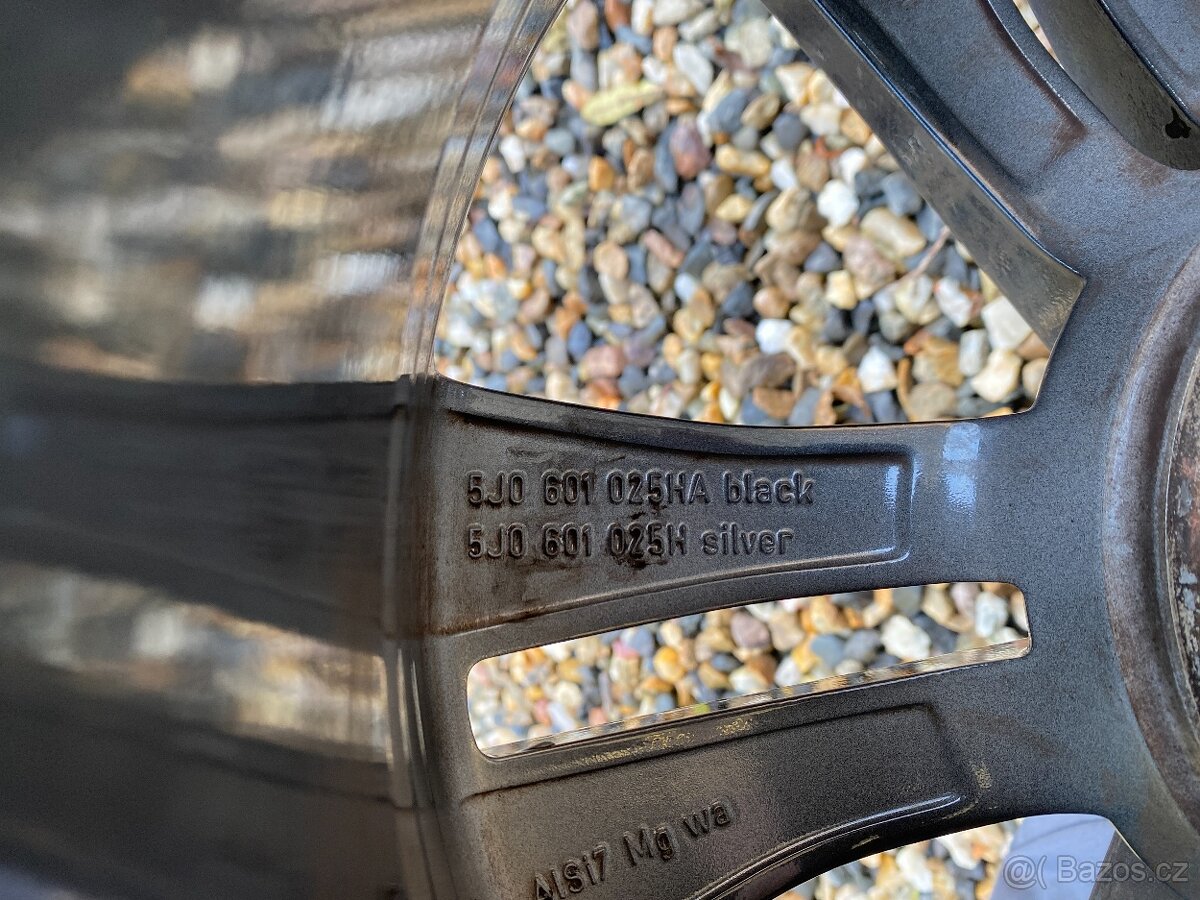 5J0 601 025HA black
5J0 601 025H silver
AlSi7 Mg wa
@( Bazos.cz